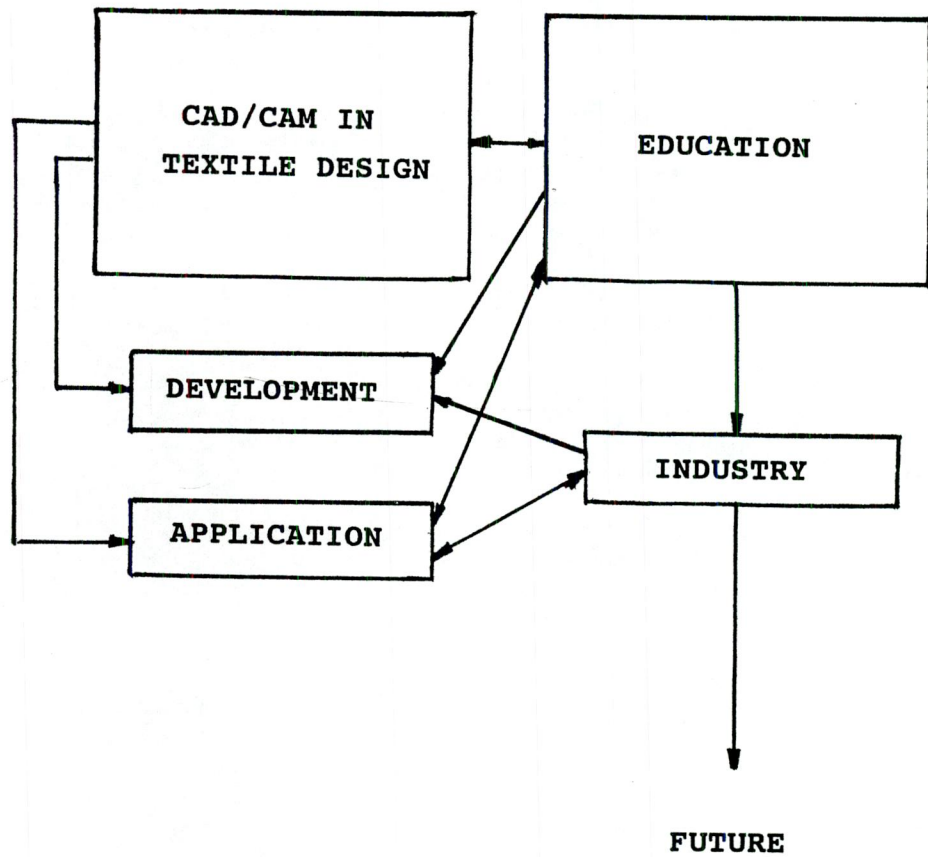 CAD/CAM IN
TEXTILE DESIGN
EDUCATION
DEVELOPMENT
INDUSTRY
APPLICATION
FUTURE